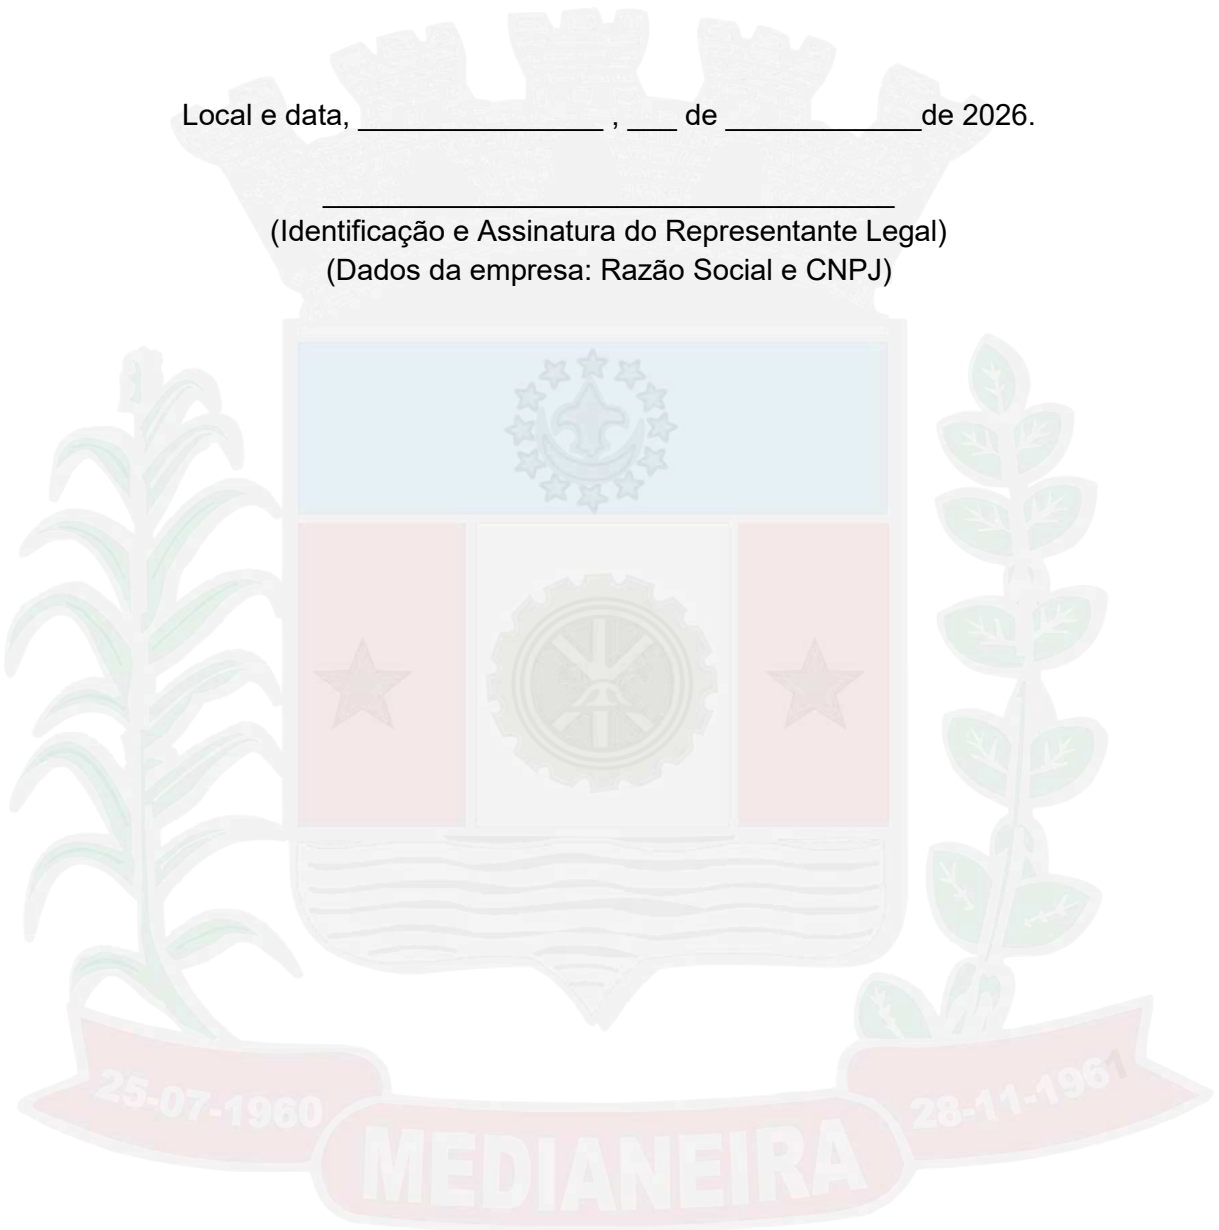 Local e data, _______________ , ___ de ____________de 2026.
___________________________________
(Identificação e Assinatura do Representante Legal)
(Dados da empresa: Razão Social e CNPJ)
25-07-1960
28-11-1961
MEDIANEIRA